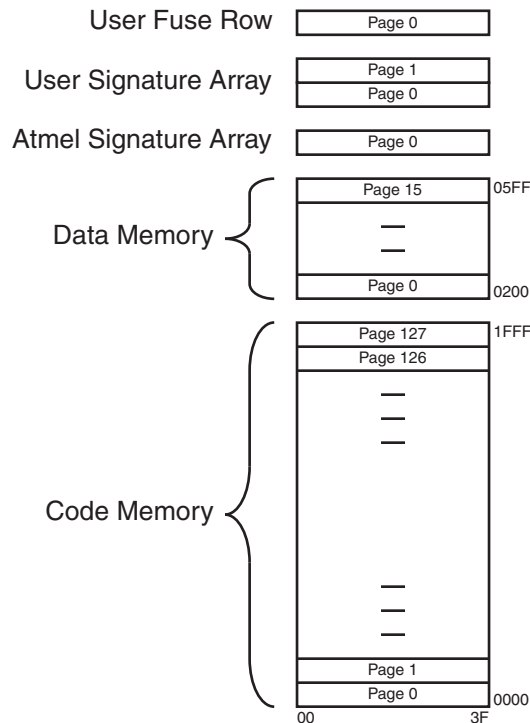 User Fuse Row
Page 0
User Signature Array
Page 1
Page 0
Atmel Signature Array
Page 0
Data Memory
Page 15
05FF
Page 0
0200
Code Memory
Page 127
1FFF
Page 126
Page 1
Page 0
0000
00
3F